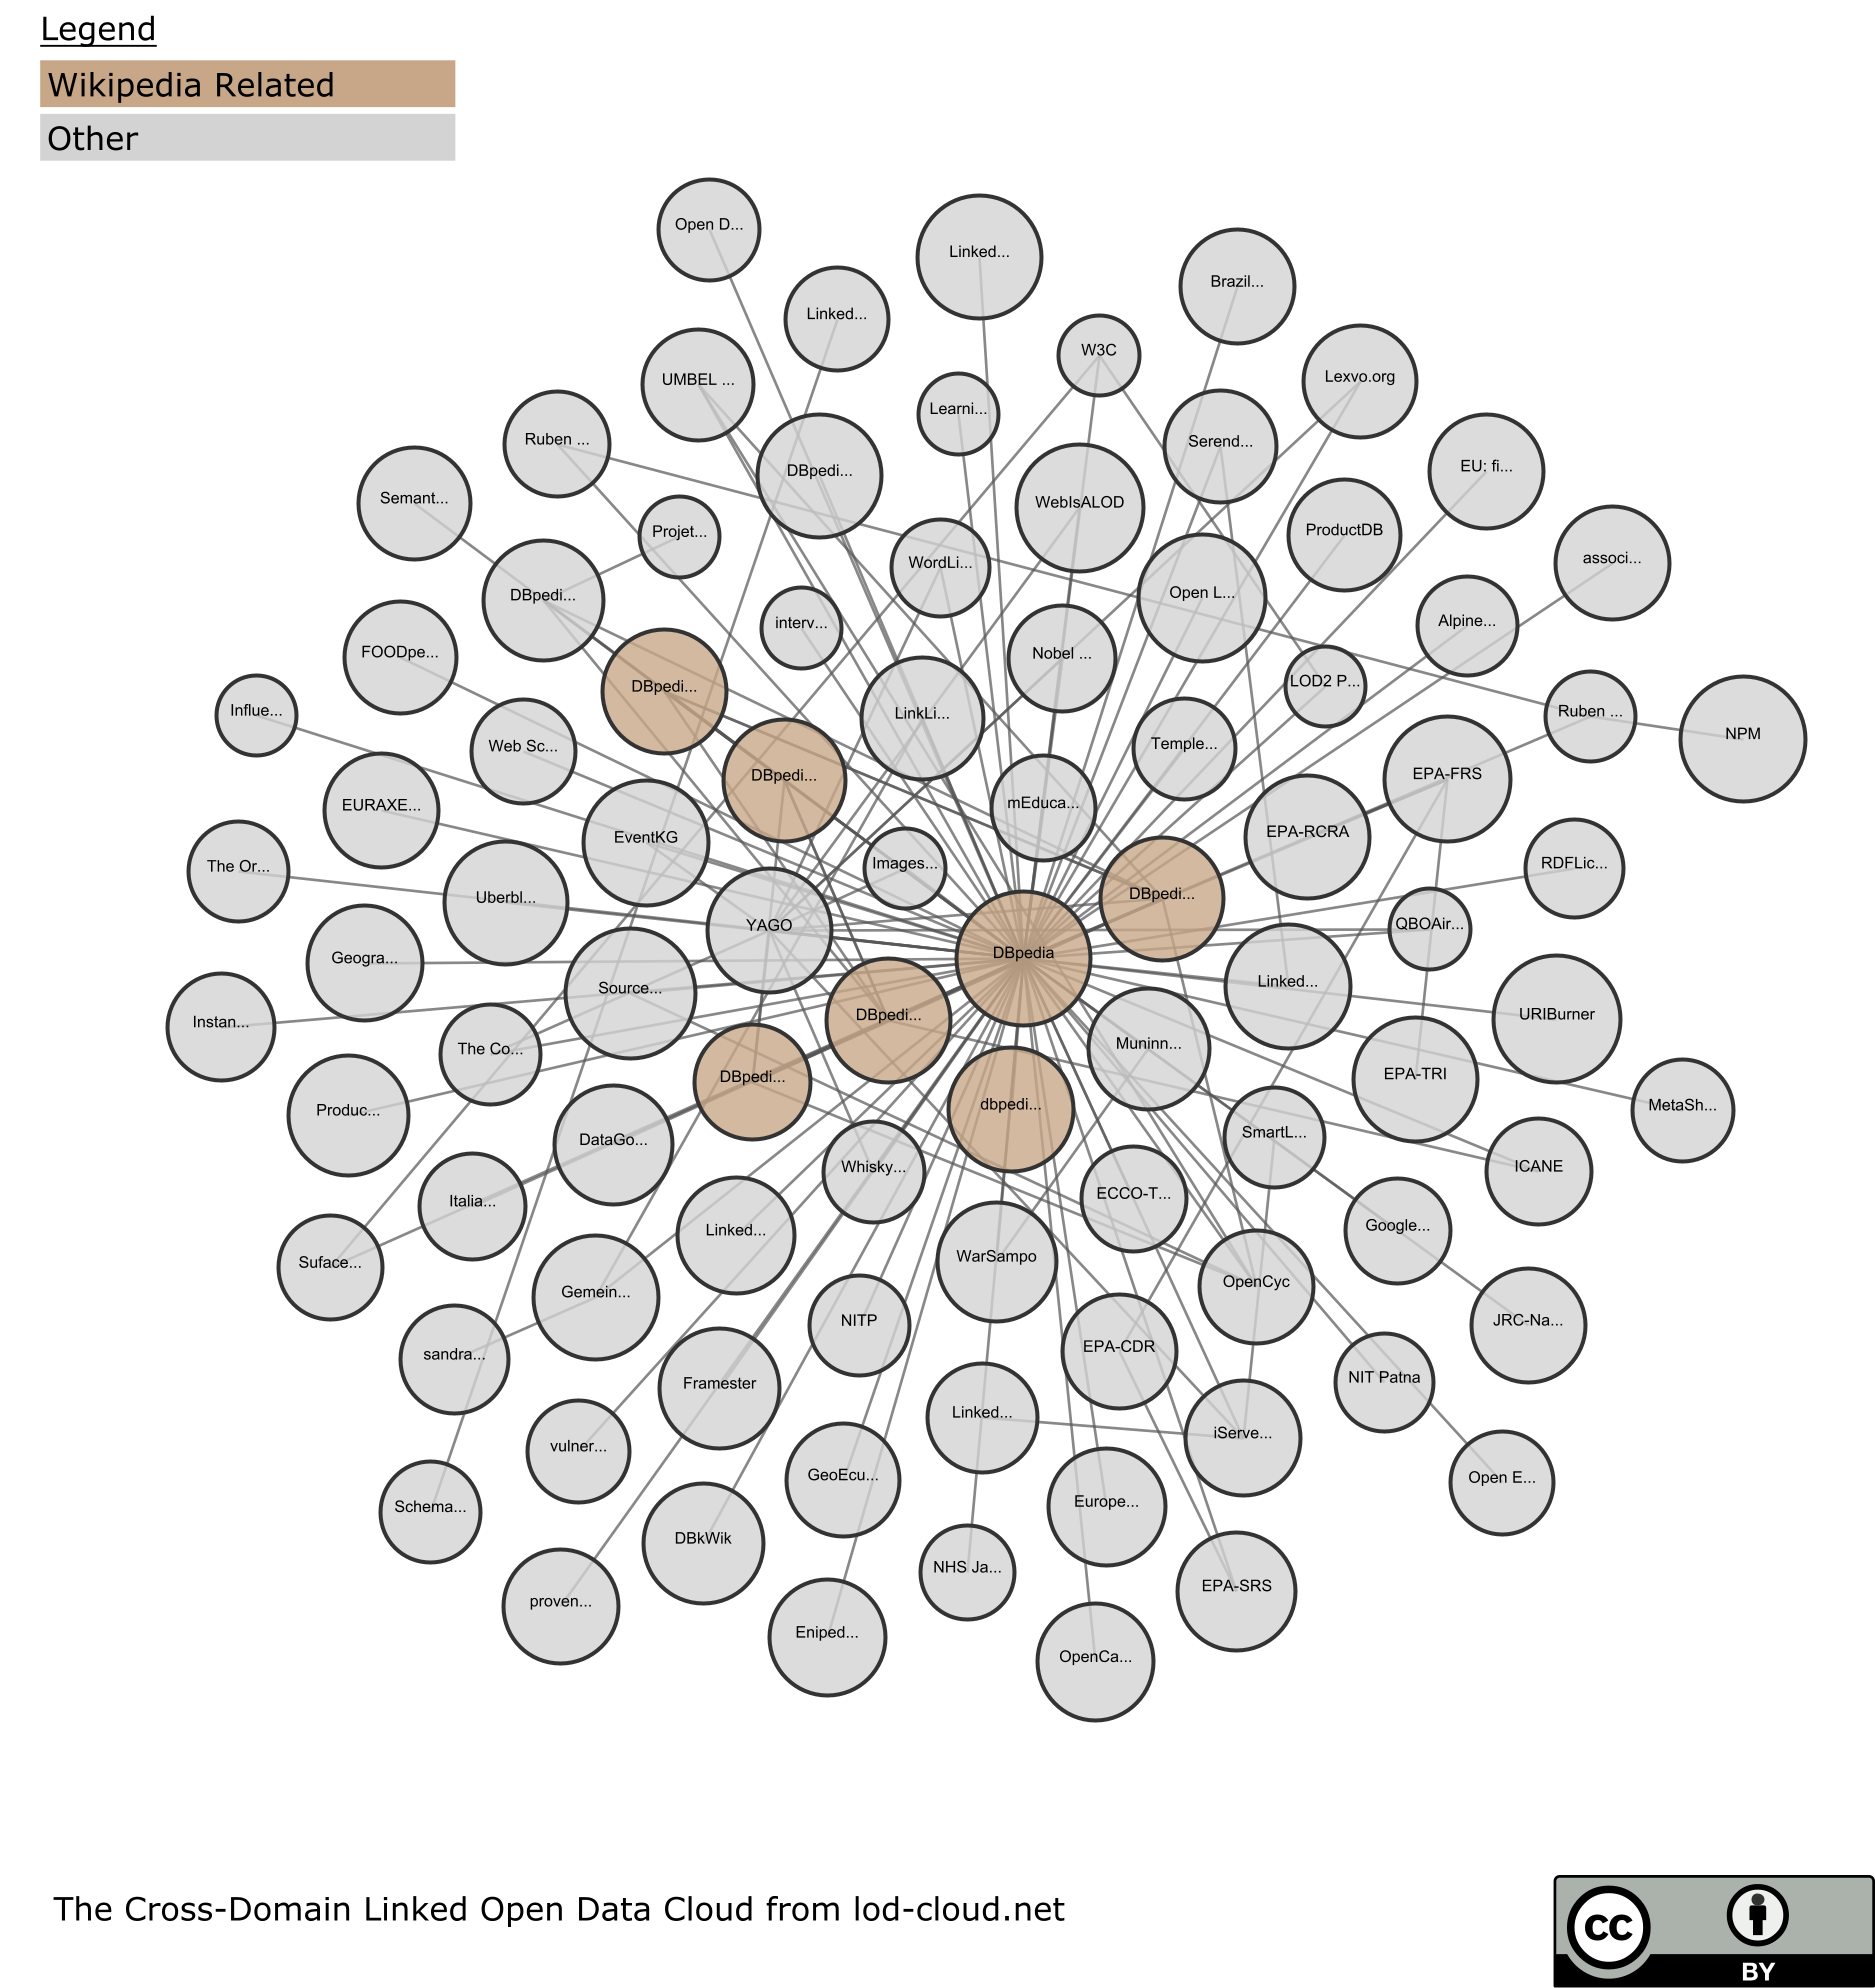 Legend
Wikipedia Related
Other
Open D...
Linked...
Brazil...
Linked...
W3C
Lexvo.org
UMBEL ...
Learni...
Ruben ...
Serend...
EU: fi...
DBpedi...
Semant...
WebIsALOD
Projet...
ProductDB
associ...
WordLi...
DBpedi...
Open L...
interv...
Alpine...
FOODpe...
Nobel ...
DBpedi...
LOD2 P...
Influe...
LinkLi...
Ruben ...
NPM
Web Sc...
Temple...
DBpedi...
EPA-FRS
EURAXE...
mEduca...
EventKG
EPA-RCRA
The Or...
Images...
RDFLic...
Uberbl...
DBpedi...
YAGO
QBOAir...
DBpedia
Geogra...
Source...
Linked...
Instan...
DBpedi...
URIBurner
The Co...
Muninn...
DBpedi...
EPA-TRI
Produc...
dbpedi...
MetaSh...
DataGo...
SmartL...
Whisky...
ICANE
Italia...
ECCO-T...
Linked...
Google...
Suface...
WarSampo
OpenCyc
Gemein...
NITP
JRC-Na...
sandra...
EPA-CDR
Framester
NIT Patna
Linked...
vulner...
iServe...
GeoEcu...
Open E...
Schema...
Europe...
DBkWik
NHS Ja...
EPA-SRS
proven...
Eniped...
OpenCa...
The Cross-Domain Linked Open Data Cloud from lod-cloud.net
cc
BY